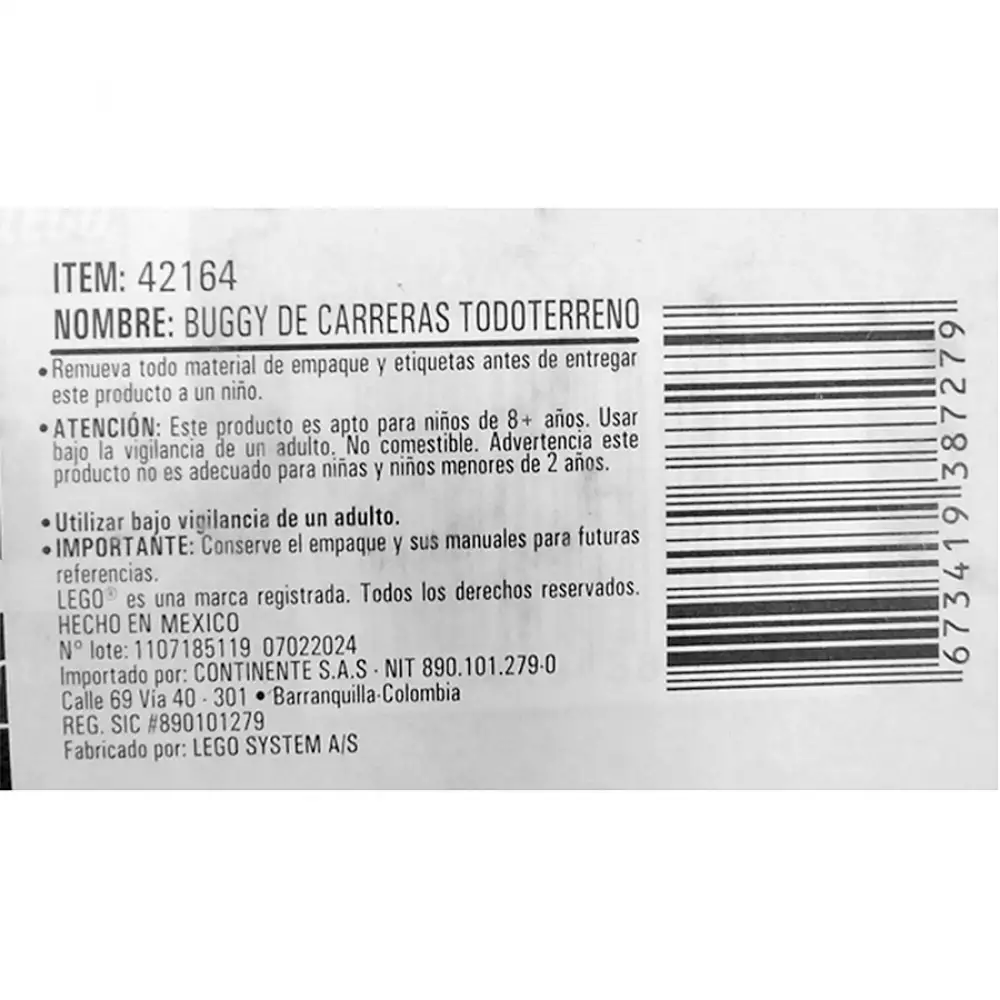 ITEM: 42164
NOMBRE: BUGGY DE CARRERAS TODOTERRENO
• Remueva todo material de empaque y etiquetas antes de entregar
este producto a un niño.
• ATENCIÓN: Este producto es apto para niños de 8+ años. Usar
bajo la vigilancia de un adulto. No comestible. Advertencia este
producto no es adecuado para niñas y niños menores de 2 años.
• Utilizar bajo vigilancia de un adulto.
• IMPORTANTE: Conserve el empaque y sus manuales para futuras
referencias.
LEGO® es una marca registrada. Todos los derechos reservados.
HECHO EN MEXICO
N° lote: 1107185119 07022024
Importado por: CONTINENTE S.A.S · NIT 890.101.279-0
Calle 69 Vía 40 - 301 • Barranquilla-Colombia
REG. SIC #890101279
Fabricado por: LEGO SYSTEM A/S
673419387279